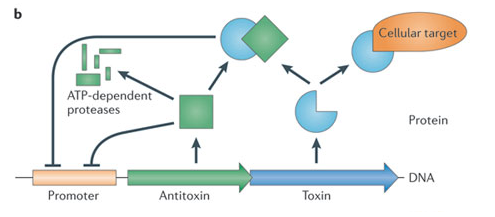 b
Cellular target
ATP-dependent
proteases
Protein
DNA
Promoter
Antitoxin
Toxin